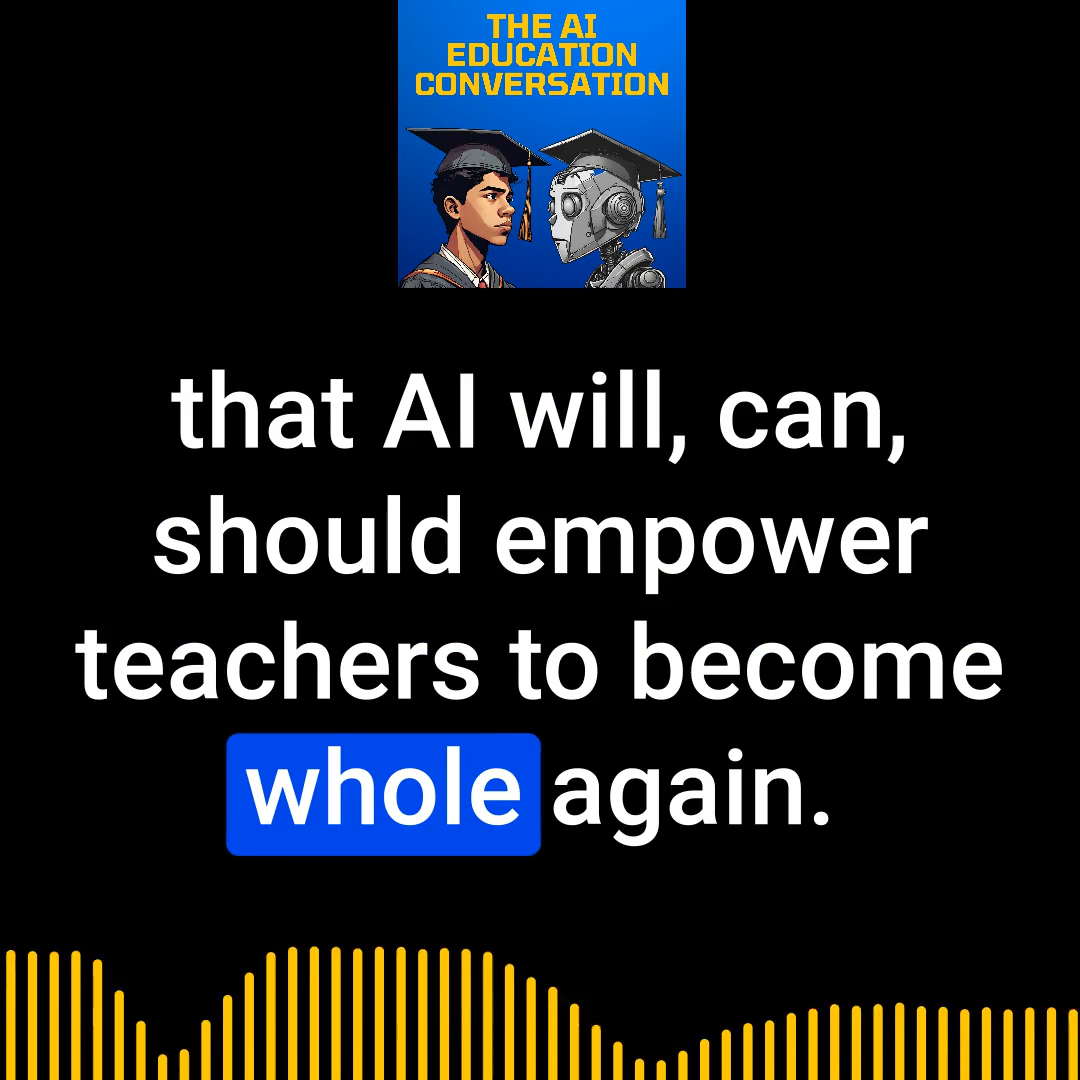 THE AI
EDUCATION
CONVERSATION
that AI will, can,
should empower
teachers to become
whole again.